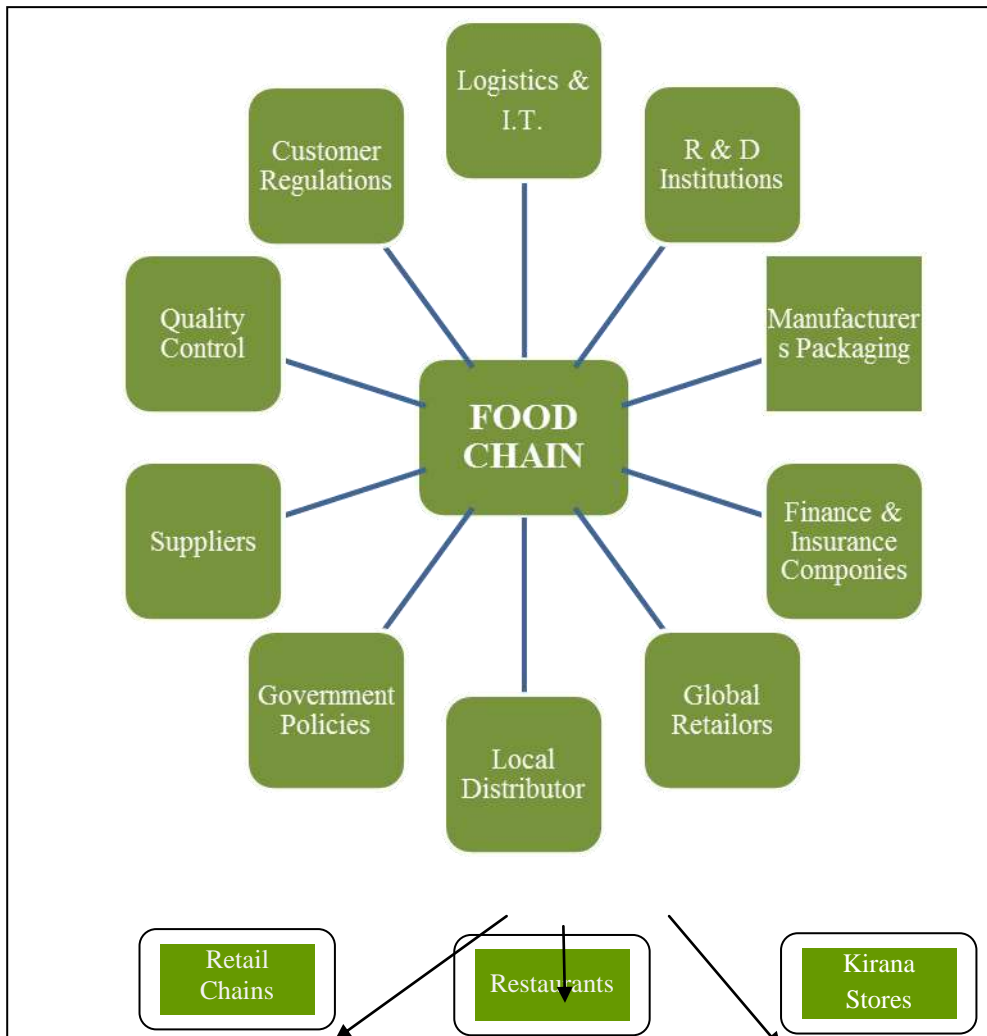 Logistics &
I.T.
Customer
Regulations
R & D
Institutions
Quality
Control
Manufacturer
s Packaging
FOOD
CHAIN
Suppliers
Finance &
Insurance
Componies
Government
Policies
Global
Retailors
Local
Distributor
Retail
Chains
Restaurants
Kirana
Stores